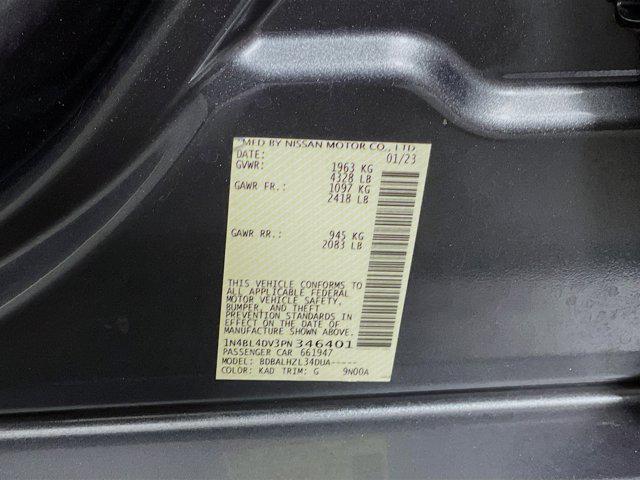 MFD BY NISSAN MOTOR CO., LTD.
DATE: 01/23
GVWR: 1963 KG
4328 LB
GAWR FR.: 1097 KG
2418 LB
GAWR RR.: 945 KG
2083 LB
THIS VEHICLE CONFORMS TO
ALL APPLICABLE FEDERAL
MOTOR VEHICLE SAFETY,
BUMPER, AND THEFT
PREVENTION STANDARDS IN
EFFECT ON THE DATE OF
MANUFACTURE SHOWN ABOVE.
1N4BL4DV3PN346401
PASSENGER CAR 661947
MODEL: BDBALHZL34DUA-----
COLOR: KAD TRIM: G 9N00A